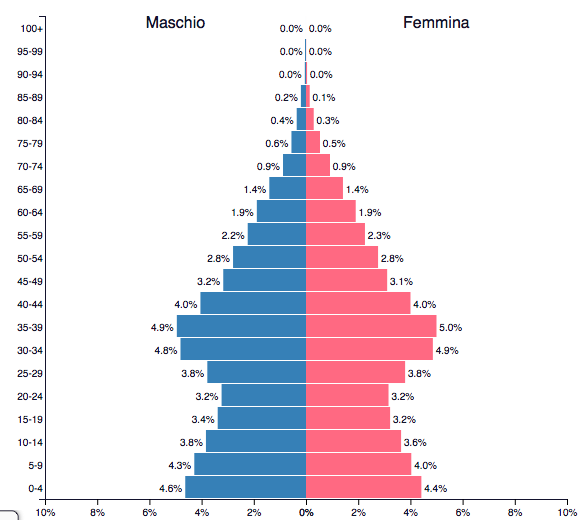 Maschio Femmina
100+ 0.0% 0.0%
95-99 0.0% 0.0%
90-94 0.0% 0.0%
85-89 0.2% 0.1%
80-84 0.4% 0.3%
75-79 0.6% 0.5%
70-74 0.9% 0.9%
65-69 1.4% 1.4%
60-64 1.9% 1.9%
55-59 2.2% 2.3%
50-54 2.8% 2.8%
45-49 3.2% 3.1%
40-44 4.0% 4.0%
35-39 4.9% 5.0%
30-34 4.8% 4.9%
25-29 3.8% 3.8%
20-24 3.2% 3.2%
15-19 3.4% 3.2%
10-14 3.8% 3.6%
5-9 4.3% 4.0%
0-4 4.6% 4.4%
10% 8% 6% 4% 2% 0% 2% 4% 6% 8% 10%